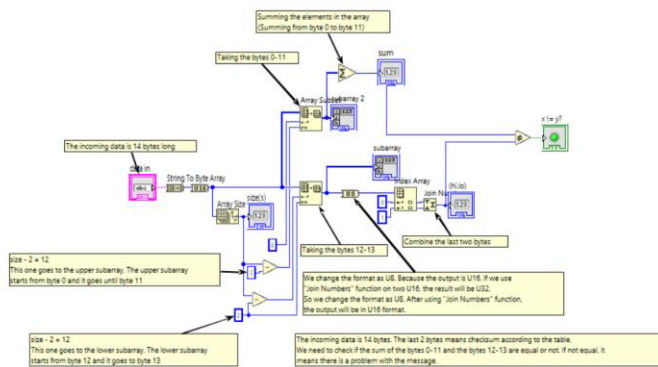 Summing the elements in the array
(Summing from byte 0 to byte 11)
sum
Taking the bytes 0-11
123
Array Subset
subarray 2
x != y?
The incoming data is 14 bytes long
data in
abc
String To Byte Array
subarray
Array Size
size(s)
123
U8
Index Array
Join Numbers
(hi.lo)
123
Taking the bytes 12-13
Combine the last two bytes
size - 2 = 12
This one goes to the upper subarray. The upper subarray
starts from byte 0 and it goes until byte 11
We change the format as U8. Because the output is U16. If we use
"Join Numbers" function on two U16, the result will be U32.
So we change the format as U8. After using "Join Numbers" function,
the output will be in U16 format.
size - 2 = 12
This one goes to the lower subarray. The lower subarray
starts from byte 12 and it goes to byte 13
The incoming data is 14 bytes. The last 2 bytes means checksum according to the table.
We need to check if the sum of the bytes 0-11 and the bytes 12-13 are equal or not. If not equal, it
means there is a problem with the message.